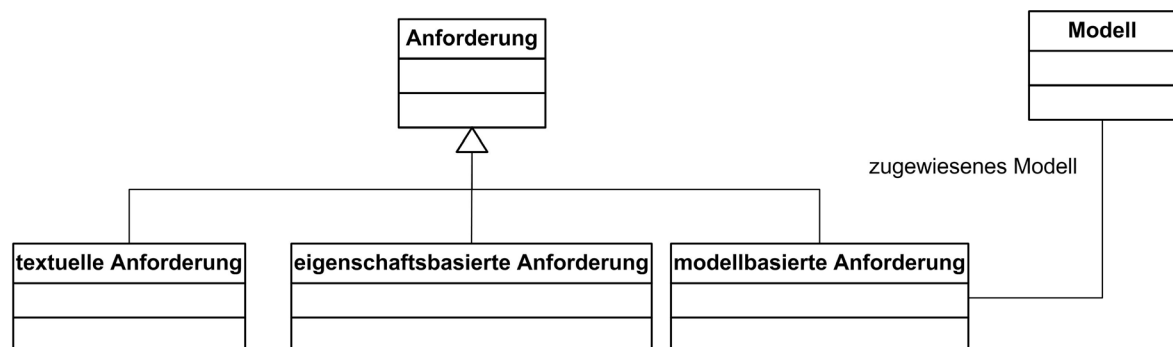 Anforderung
Modell
zugewiesenes Modell
textuelle Anforderung
eigenschaftsbasierte Anforderung
modellbasierte Anforderung